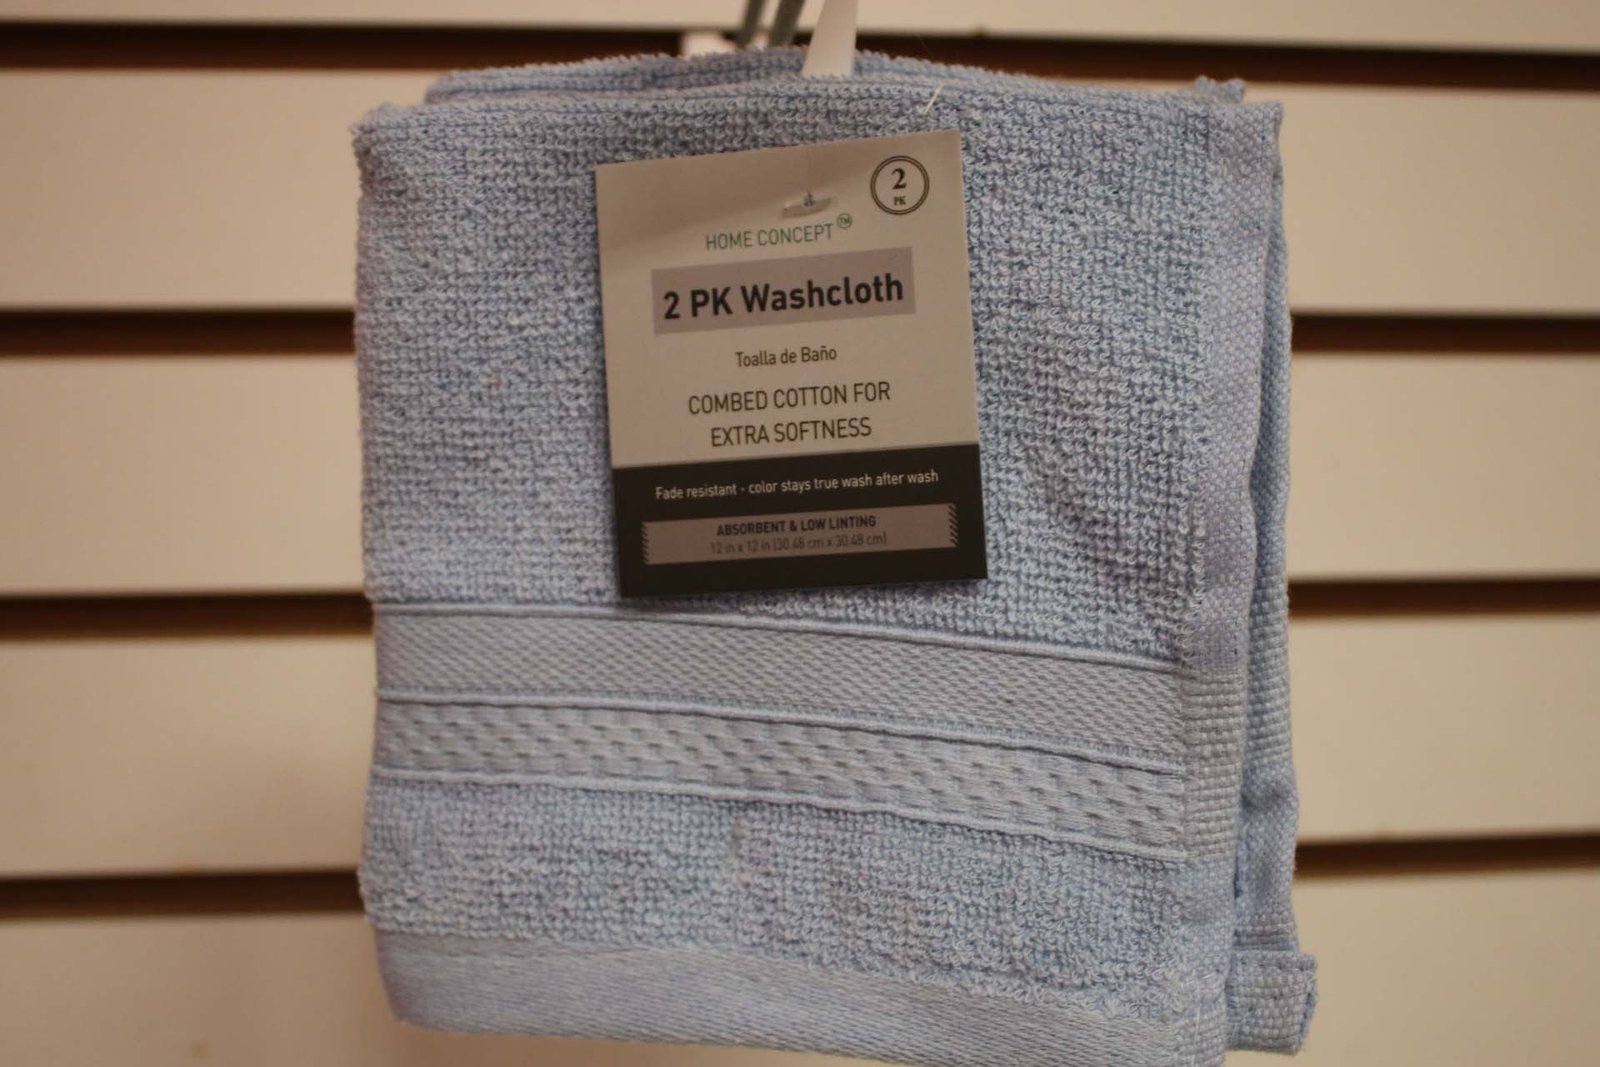 2
PK
HOME CONCEPT™
2 PK Washcloth
Toalla de Baño
COMBED COTTON FOR
EXTRA SOFTNESS
Fade resistant - color stays true wash after wash
ABSORBENT & LOW LINTING
12 in x 12 in (30.48 cm x 30.48 cm)